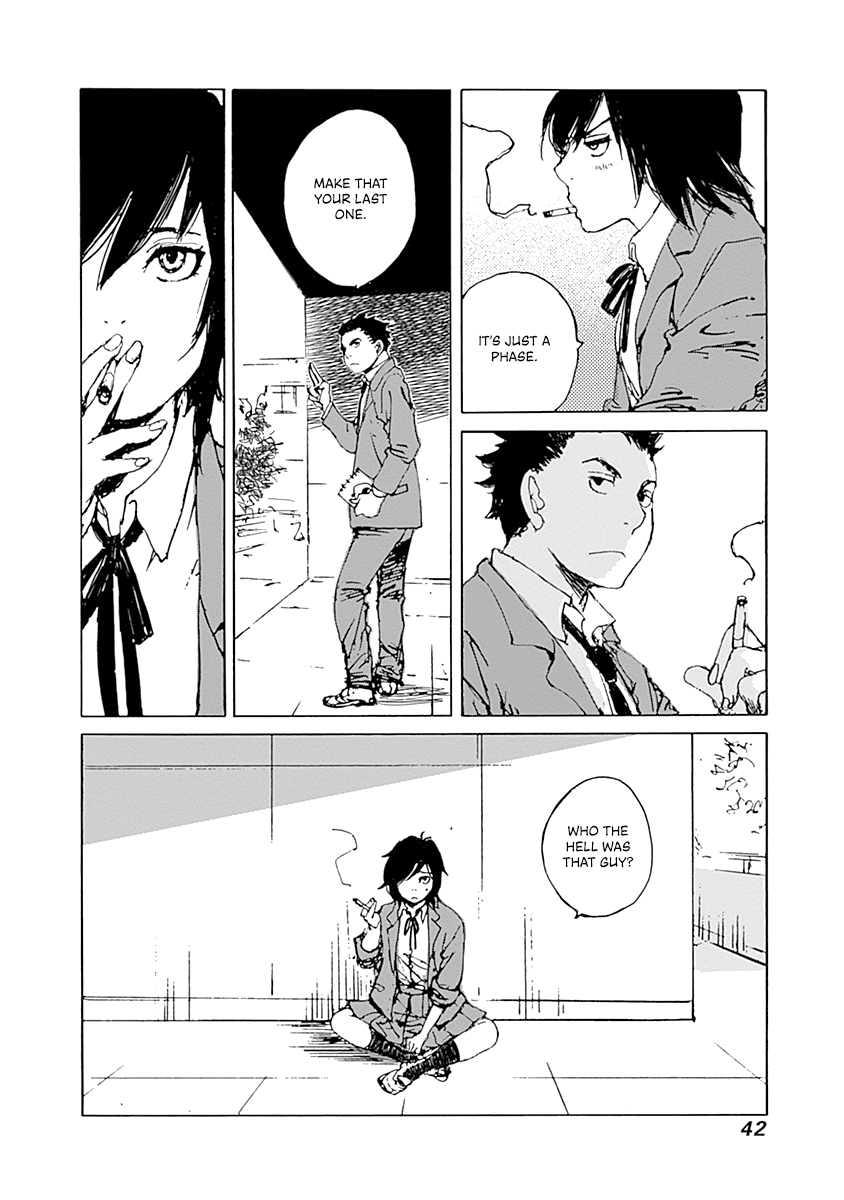 IT'S JUST A
PHASE.
MAKE THAT
YOUR LAST
ONE.
WHO THE
HELL WAS
THAT GUY?
42